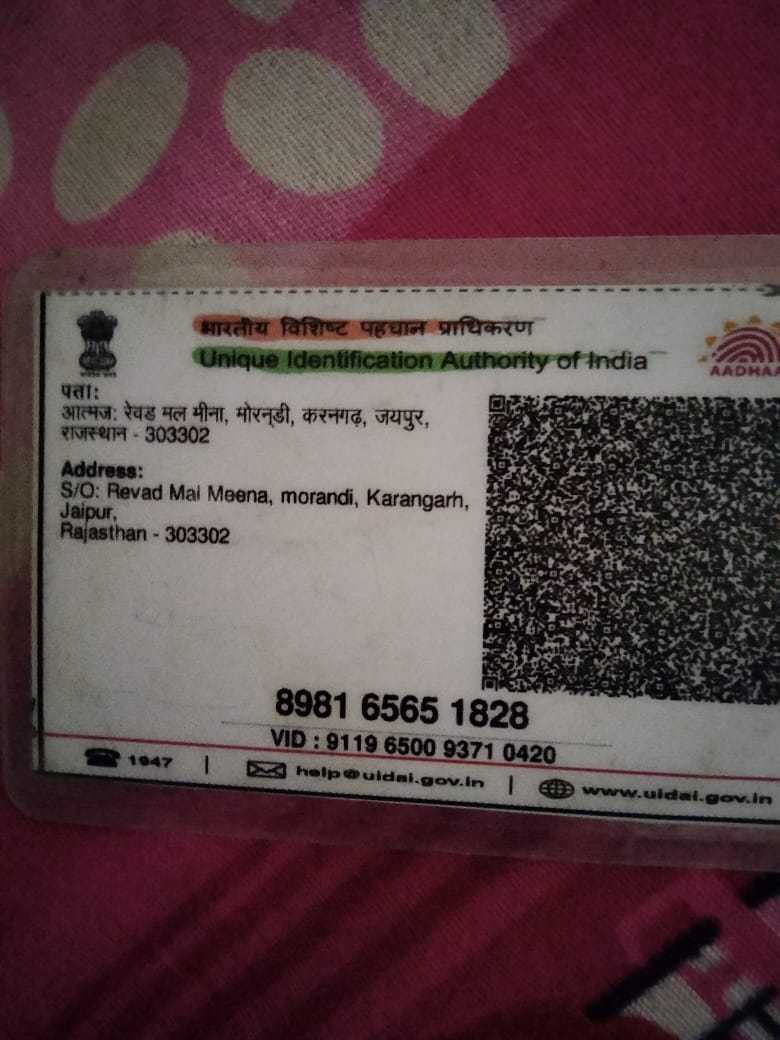 भारतीय विशिष्ट पहचान प्राधिकरण
Unique Identification Authority of India
AADHAA
पता:
आत्मज: रेवड मल मीना, मोरन्डी, करनगढ़, जयपुर,
राजस्थान - 303302
Address:
S/O: Revad Mal Meena, morandi, Karangarh,
Jaipur,
Rajasthan - 303302
8981 6565 1828
VID : 9119 6500 9371 0420
1947 | help@uidai.gov.in | www.uidai.gov.in